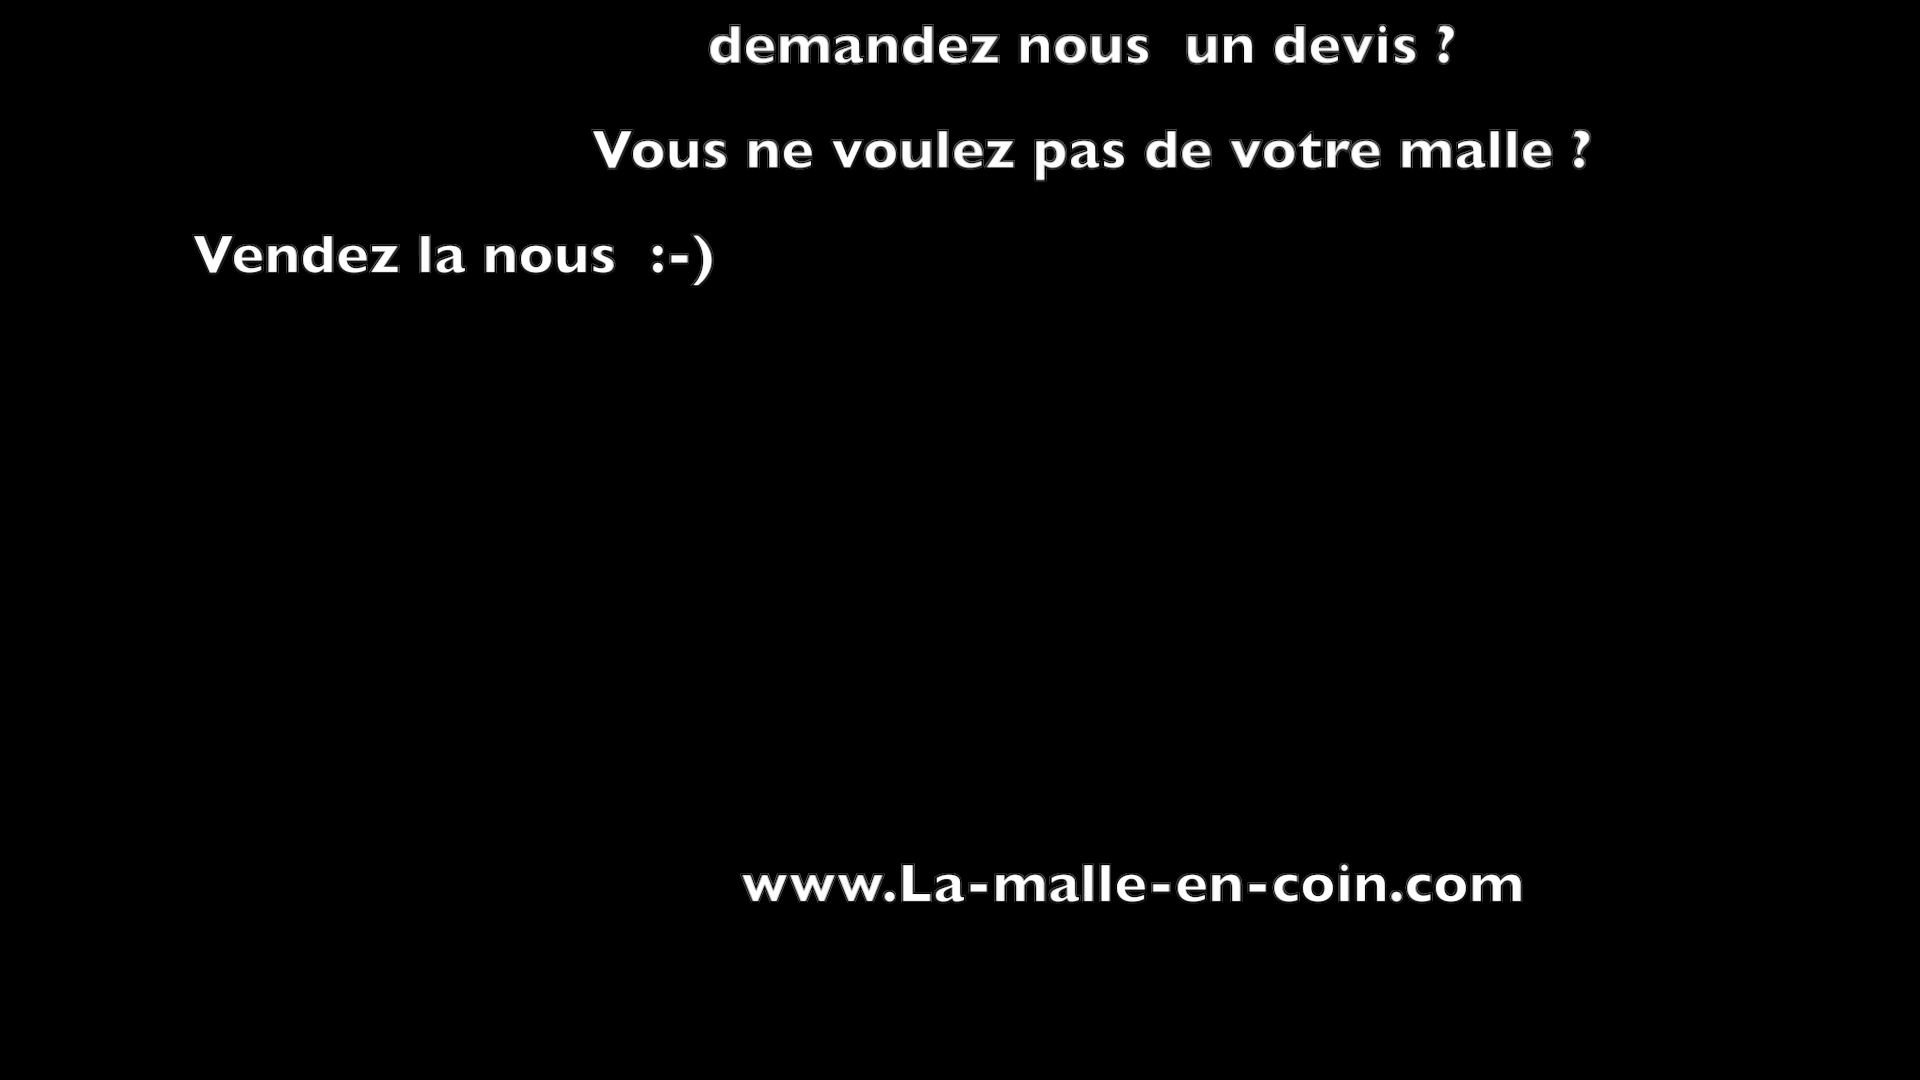 demandez nous  un devis ?
Vous ne voulez pas de votre malle ?
Vendez la nous  :-)
www.La-malle-en-coin.com